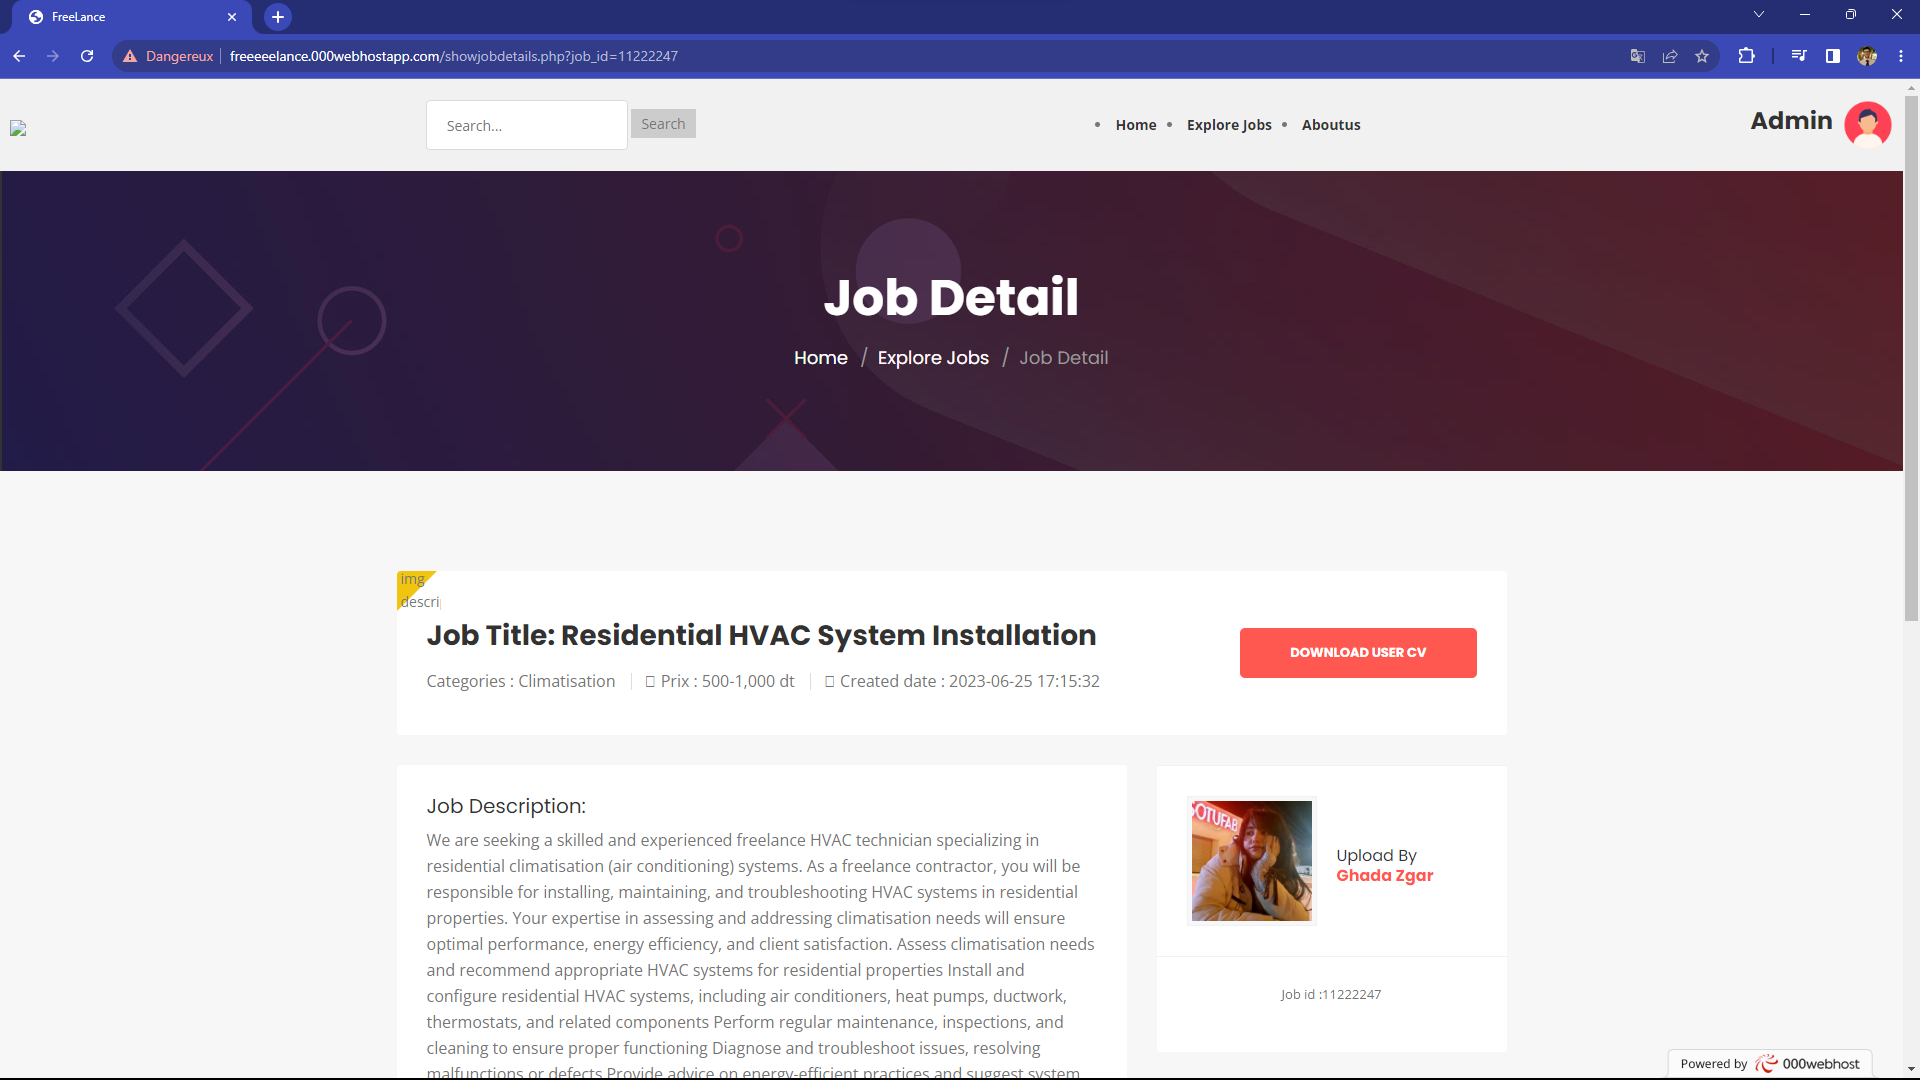 FreeLance
Dangereux
freeeeelance.000webhostapp.com/showjobdetails.php?job_id=11222247
Search...
Search
Home
Explore Jobs
Aboutus
Admin
Job Detail
Home / Explore Jobs / Job Detail
img
descri
Job Title: Residential HVAC System Installation
DOWNLOAD USER CV
Categories : Climatisation
Prix : 500-1,000 dt
Created date : 2023-06-25 17:15:32
Job Description:
We are seeking a skilled and experienced freelance HVAC technician specializing in
residential climatisation (air conditioning) systems. As a freelance contractor, you will be
responsible for installing, maintaining, and troubleshooting HVAC systems in residential
properties. Your expertise in assessing and addressing climatisation needs will ensure
optimal performance, energy efficiency, and client satisfaction. Assess climatisation needs
and recommend appropriate HVAC systems for residential properties Install and
configure residential HVAC systems, including air conditioners, heat pumps, ductwork,
thermostats, and related components Perform regular maintenance, inspections, and
cleaning to ensure proper functioning Diagnose and troubleshoot issues, resolving
malfunctions or defects Provide advice on energy-efficient practices and suggest system
OTUFAB
Upload By
Ghada Zgar
Job id :11222247
Powered by 000webhost